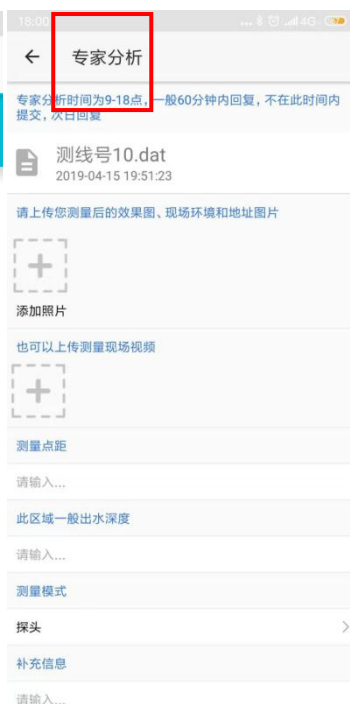 18:00
... 4G
← 专家分析
专家分析时间为9-18点，一般60分钟内回复，不在此时间内
提交，次日回复
测线号10.dat
2019-04-15 19:51:23
请上传您测量后的效果图、现场环境和地址图片
添加照片
也可以上传测量现场视频
测量点距
请输入...
此区域一般出水深度
请输入...
测量模式
探头
补充信息
请输入...